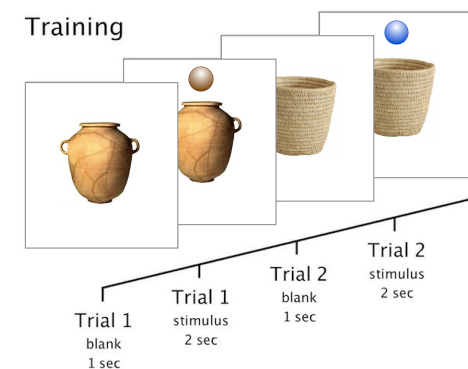 Training
Trial 1
blank
1 sec
Trial 1
stimulus
2 sec
Trial 2
blank
1 sec
Trial 2
stimulus
2 sec